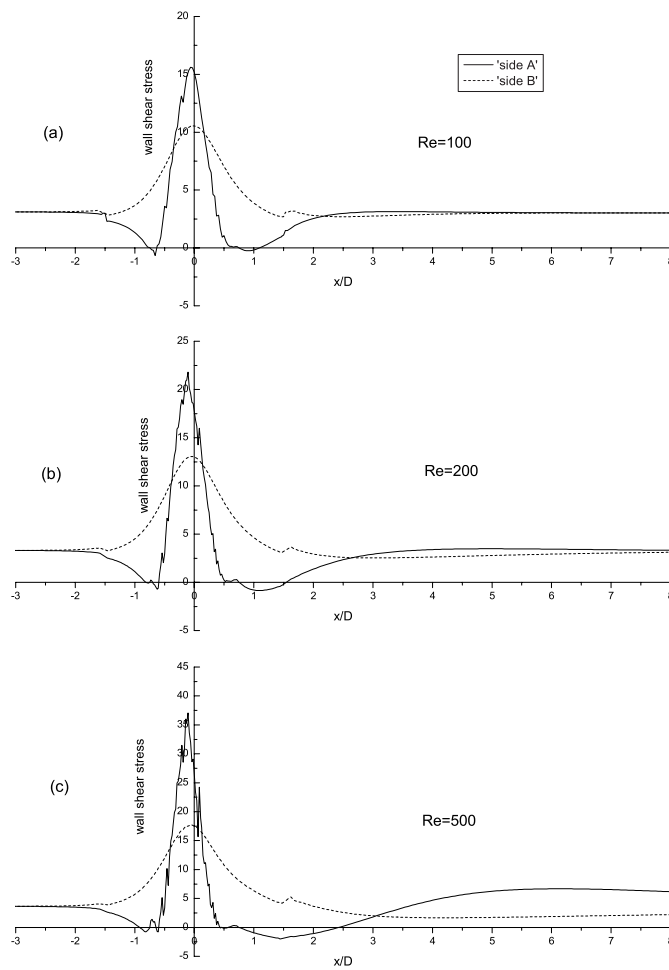 20
15
10
5
0
-5
-3 -2 -1 0 1 2 3 4 5 6 7 8
x/D
wall shear stress
(a)
Re=100
'side A'
'side B'
25
20
15
10
5
0
-5
-3 -2 -1 0 1 2 3 4 5 6 7 8
x/D
wall shear stress
(b)
Re=200
45
40
35
30
25
20
15
10
5
0
-5
-3 -2 -1 0 1 2 3 4 5 6 7 8
x/D
wall shear stress
(c)
Re=500